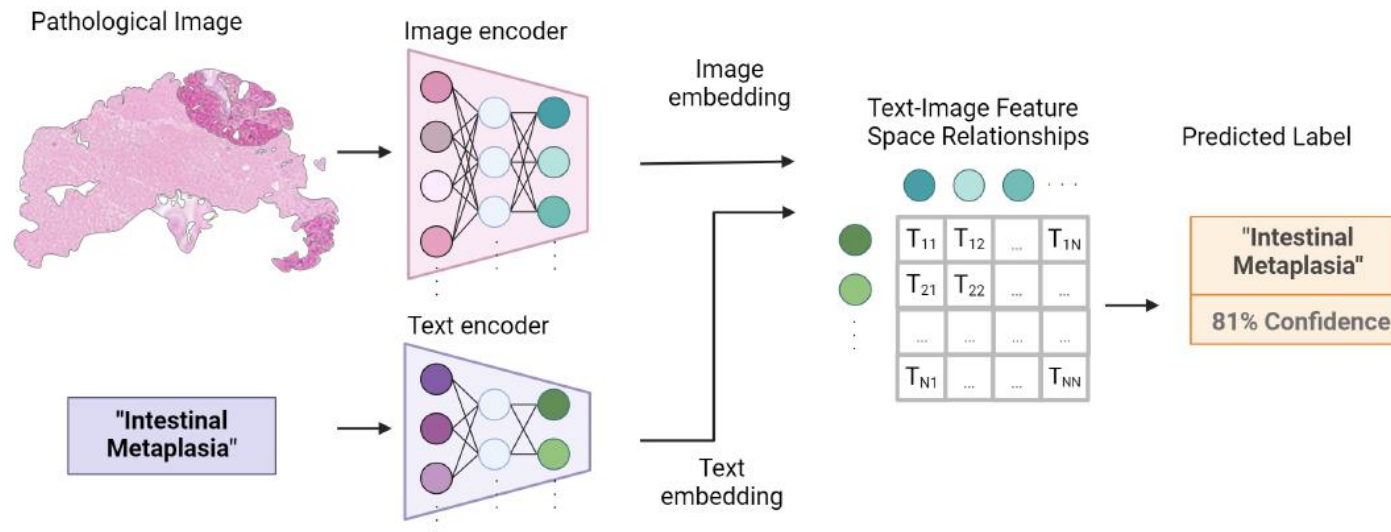 Pathological Image
Image encoder
Image
embedding
Text-Image Feature
Space Relationships
Predicted Label
T11 T12 ... T1N
T21 T22 ... ...
... ... ... ...
TN1 ... ... TNN
"Intestinal
Metaplasia"
81% Confidence
Text encoder
"Intestinal
Metaplasia"
Text
embedding